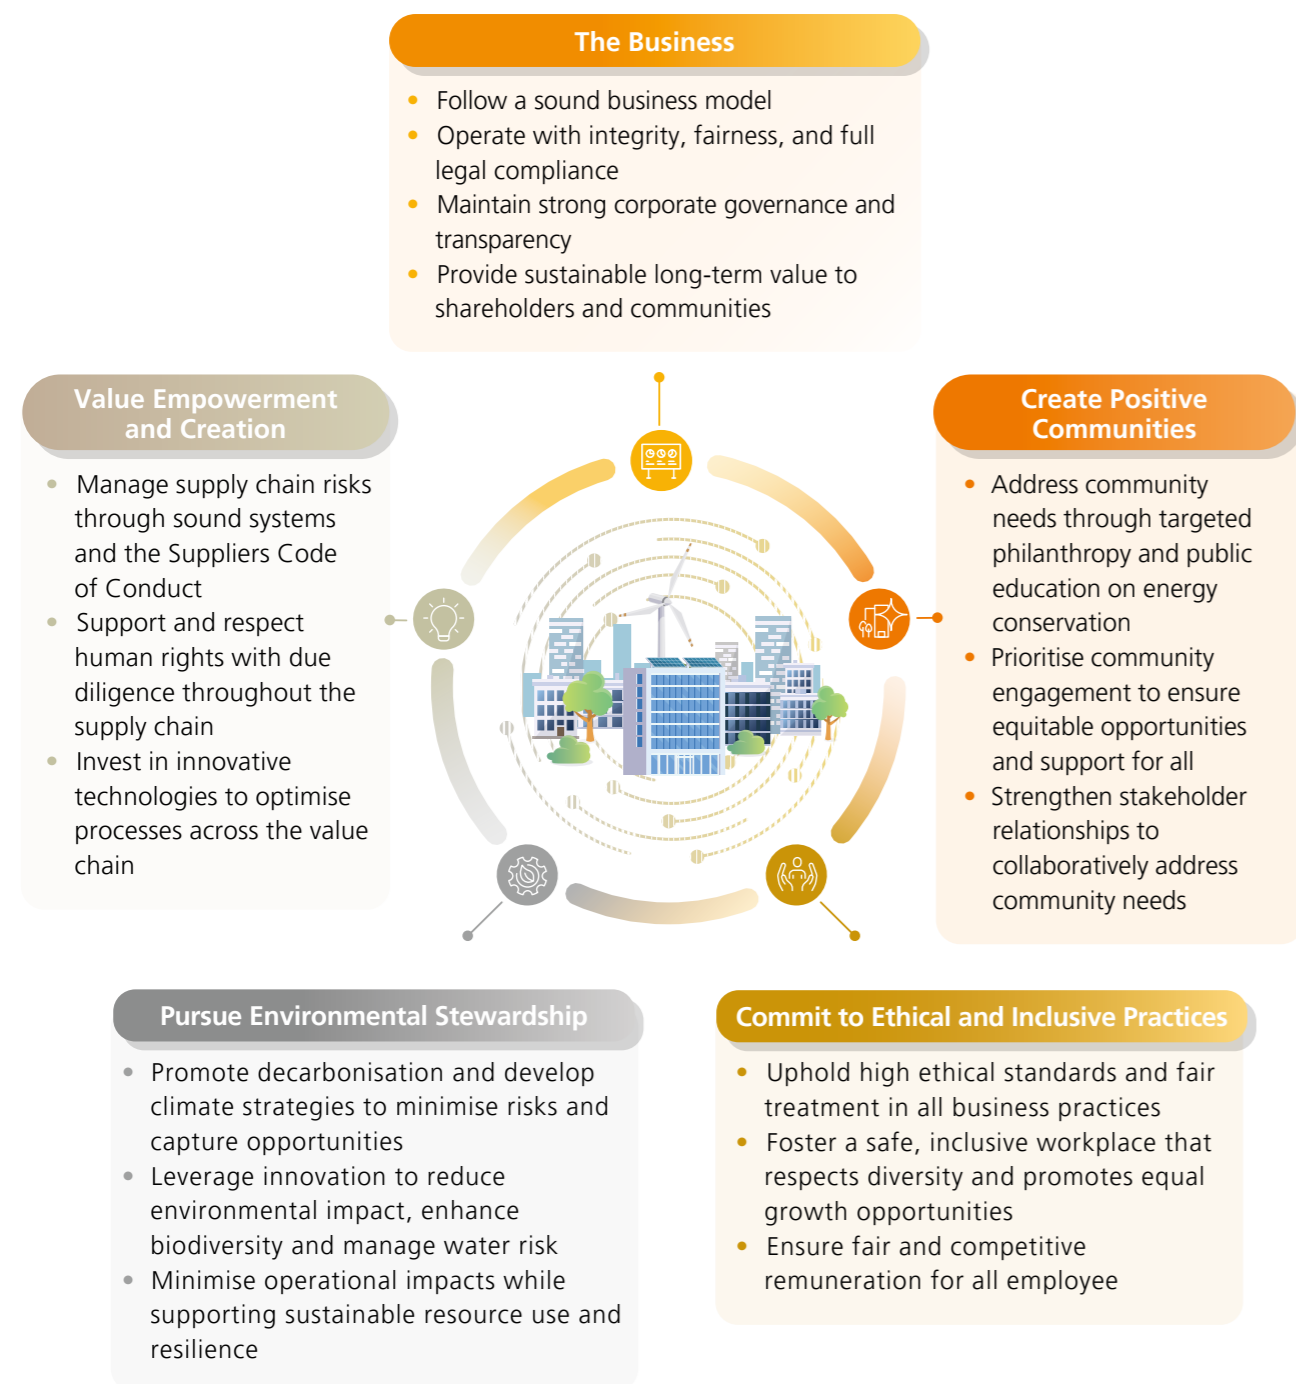 The Business
• Follow a sound business model
• Operate with integrity, fairness, and full
legal compliance
• Maintain strong corporate governance and
transparency
• Provide sustainable long-term value to
shareholders and communities
Value Empowerment
and Creation
• Manage supply chain risks
through sound systems
and the Suppliers Code
of Conduct
• Support and respect
human rights with due
diligence throughout the
supply chain
• Invest in innovative
technologies to optimise
processes across the value
chain
Create Positive
Communities
• Address community
needs through targeted
philanthropy and public
education on energy
conservation
• Prioritise community
engagement to ensure
equitable opportunities
and support for all
• Strengthen stakeholder
relationships to
collaboratively address
community needs
Pursue Environmental Stewardship
• Promote decarbonisation and develop
climate strategies to minimise risks and
capture opportunities
• Leverage innovation to reduce
environmental impact, enhance
biodiversity and manage water risk
• Minimise operational impacts while
supporting sustainable resource use and
resilience
Commit to Ethical and Inclusive Practices
• Uphold high ethical standards and fair
treatment in all business practices
• Foster a safe, inclusive workplace that
respects diversity and promotes equal
growth opportunities
• Ensure fair and competitive
remuneration for all employee